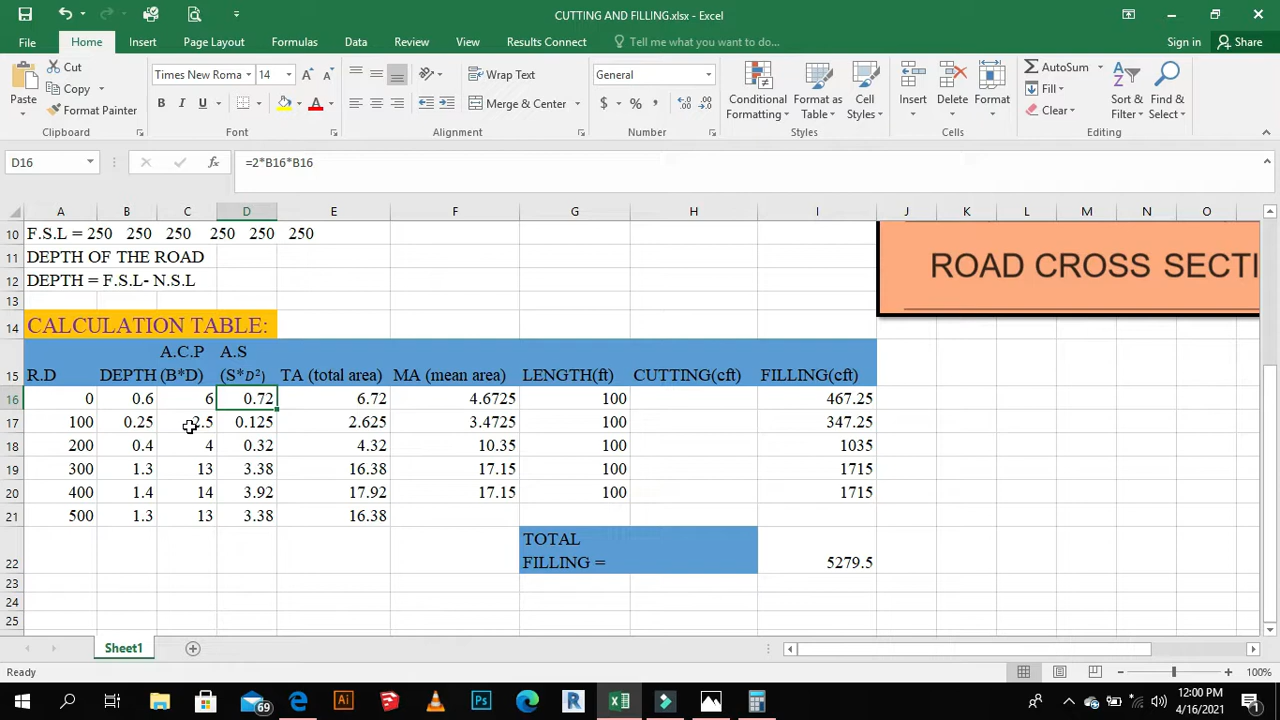 CUTTING AND FILLING.xlsx - Excel
File Home Insert Page Layout Formulas Data Review View Results Connect Tell me what you want to do... Sign in Share
Paste Cut Copy Format Painter
Times New Roma 14 A A Wrap Text General
B I U A Merge & Center $ % ,
Conditional Formatting Format as Table Cell Styles Insert Delete Format
AutoSum Fill Clear Sort & Filter Find & Select
Clipboard Font Alignment Number Styles Cells Editing
D16 fx =2*B16*B16
A B C D E F G H I J K L M N O
10 F.S.L = 250 250 250 250 250 250
11 DEPTH OF THE ROAD
12 DEPTH = F.S.L- N.S.L
ROAD CROSS SECTI
13
14 CALCULATION TABLE:
A.C.P A.S
15 R.D DEPTH (B*D) (S*D²) TA (total area) MA (mean area) LENGTH(ft) CUTTING(cft) FILLING(cft)
16 0 0.6 6 0.72 6.72 4.6725 100 467.25
17 100 0.25 2.5 0.125 2.625 3.4725 100 347.25
18 200 0.4 4 0.32 4.32 10.35 100 1035
19 300 1.3 13 3.38 16.38 17.15 100 1715
20 400 1.4 14 3.92 17.92 17.15 100 1715
21 500 1.3 13 3.38 16.38
TOTAL
22 FILLING = 5279.5
23
24
25
Sheet1
Ready 100%
69 Ai Ps R 12:00 PM
4/16/2021 1